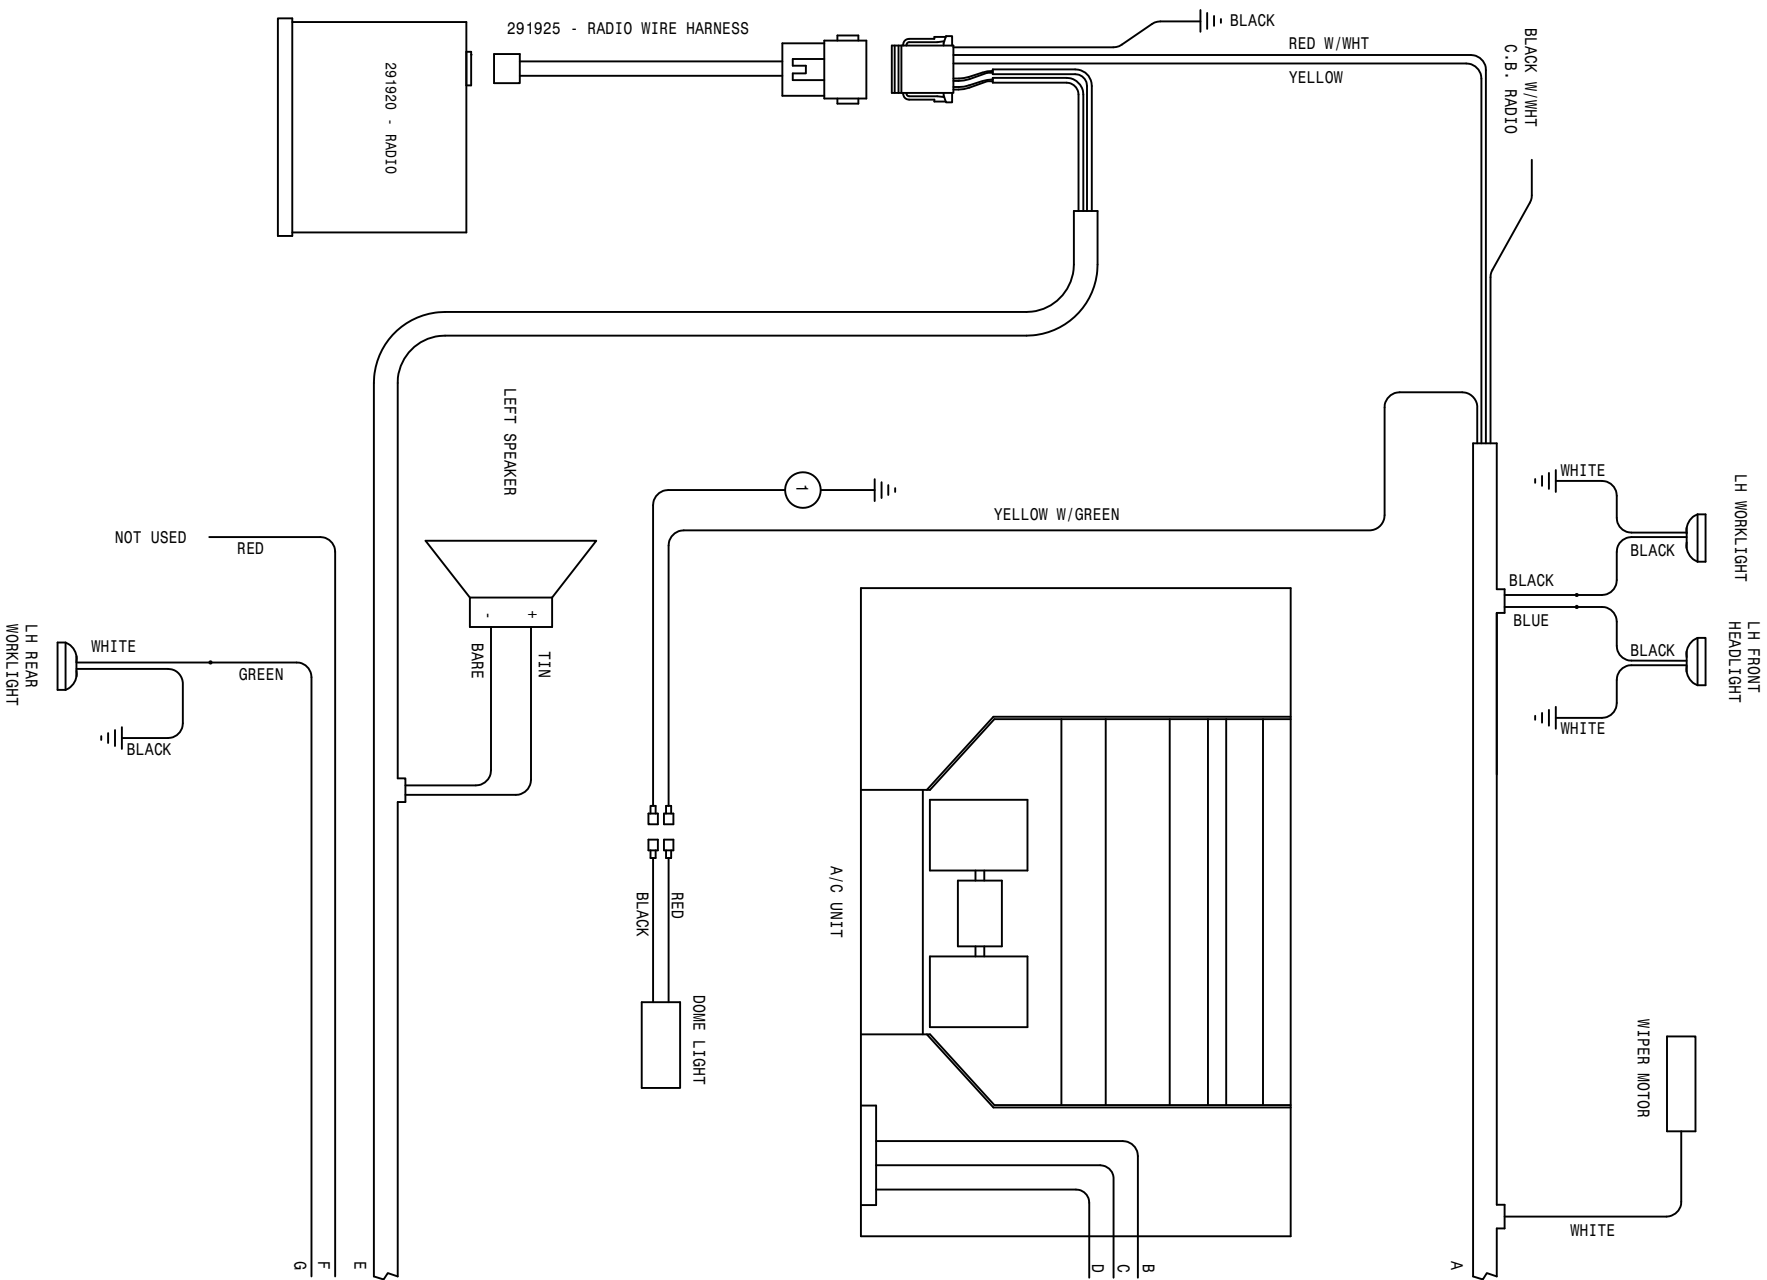 291925 - RADIO WIRE HARNESS
BLACK
RED W/WHT
YELLOW
BLACK W/WHT
C.B. RADIO
291920 - RADIO
LEFT SPEAKER
-
+
BARE
TIN
NOT USED
RED
WHITE
GREEN
BLACK
LH REAR
WORKLIGHT
1
YELLOW W/GREEN
BLACK
RED
DOME LIGHT
A/C UNIT
WHITE
BLACK
LH WORKLIGHT
BLACK
BLUE
BLACK
WHITE
LH FRONT
HEADLIGHT
WIPER MOTOR
WHITE
G
F
E
D
C
B
A